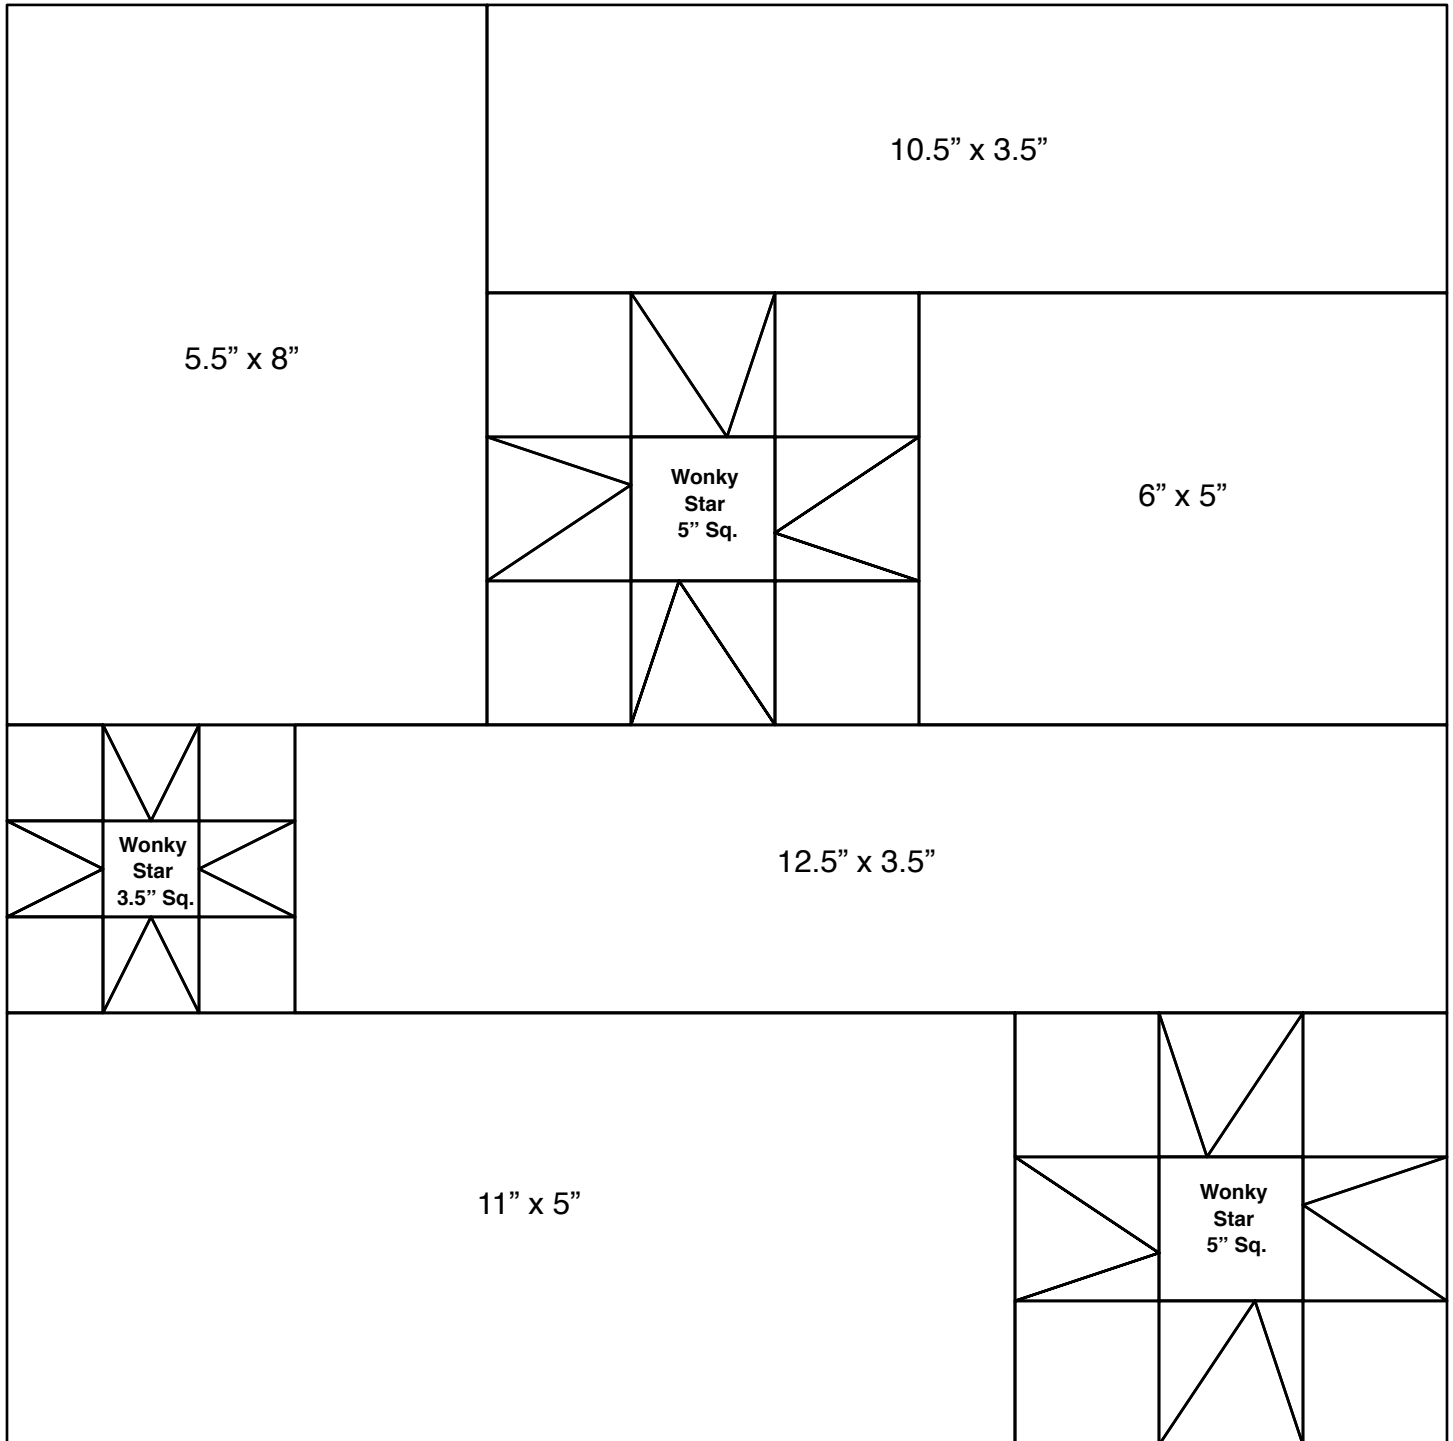 10.5” x 3.5”
5.5” x 8”
Wonky
Star
5” Sq.
6” x 5”
Wonky
Star
3.5” Sq.
12.5” x 3.5”
11” x 5”
Wonky
Star
5” Sq.